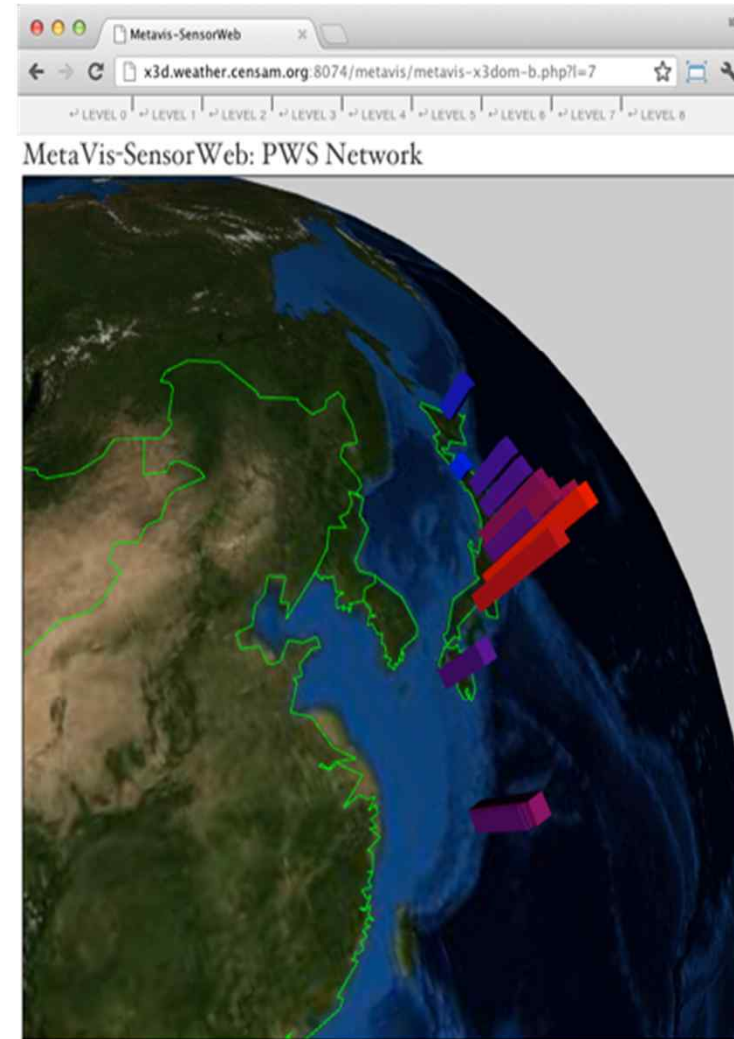 Metavis-SensorWeb
x3d.weather.censam.org:8074/metavis/metavis-x3dom-b.php?l=7
LEVEL 0 LEVEL 1 LEVEL 2 LEVEL 3 LEVEL 4 LEVEL 5 LEVEL 6 LEVEL 7 LEVEL 8
MetaVis-SensorWeb: PWS Network